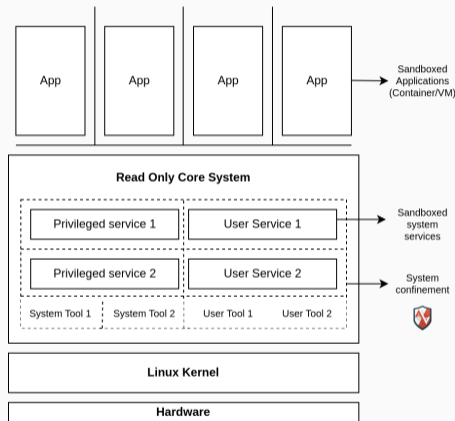 App
App
App
App
Sandboxed
Applications
(Container/VM)
Read Only Core System
Privileged service 1
User Service 1
Sandboxed
system
services
Privileged service 2
User Service 2
System
confinement
System Tool 1
System Tool 2
User Tool 1
User Tool 2
Linux Kernel
Hardware